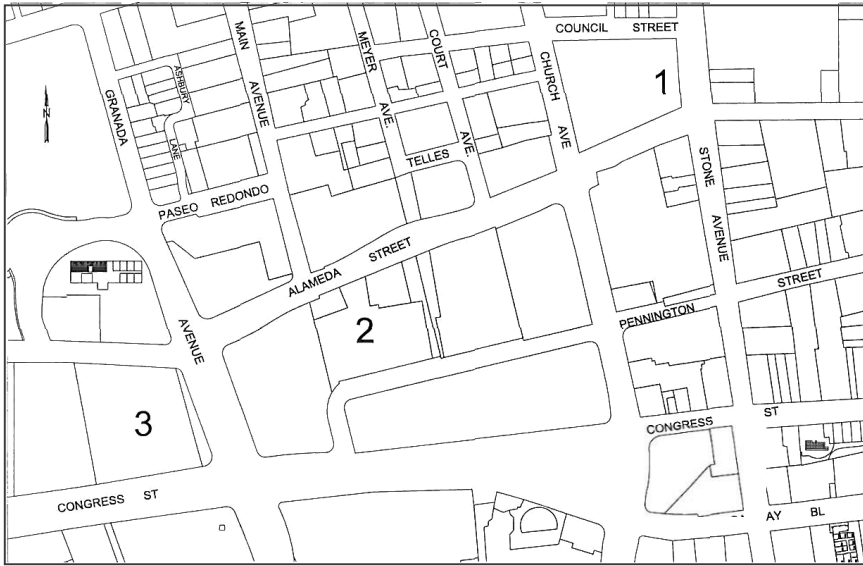 COUNCIL STREET
MAIN AVENUE
MEYER AVE.
COURT AVE.
CHURCH AVE
1
ASHBURY LANE
GRANADA AVENUE
N
TELLES
STONE AVENUE
PASEO REDONDO
ALAMEDA STREET
PENNINGTON STREET
2
3
CONGRESS ST
CONGRESS ST
AY BL